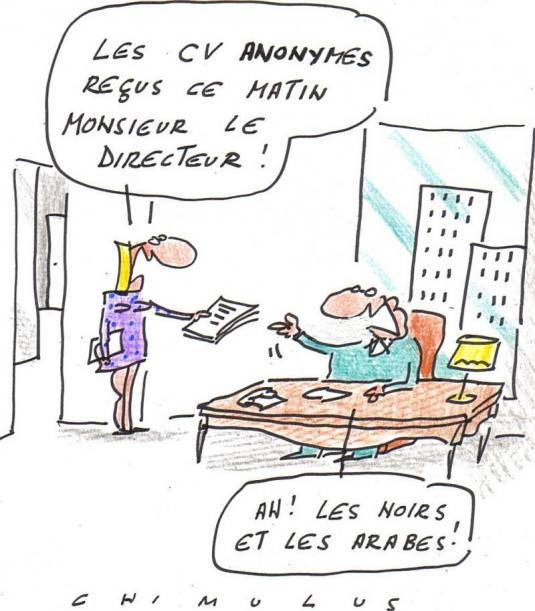 LES CV ANONYMES
REÇUS CE MATIN
MONSIEUR LE
DIRECTEUR !
AH ! LES NOIRS
ET LES ARABES !
CHIMULUS